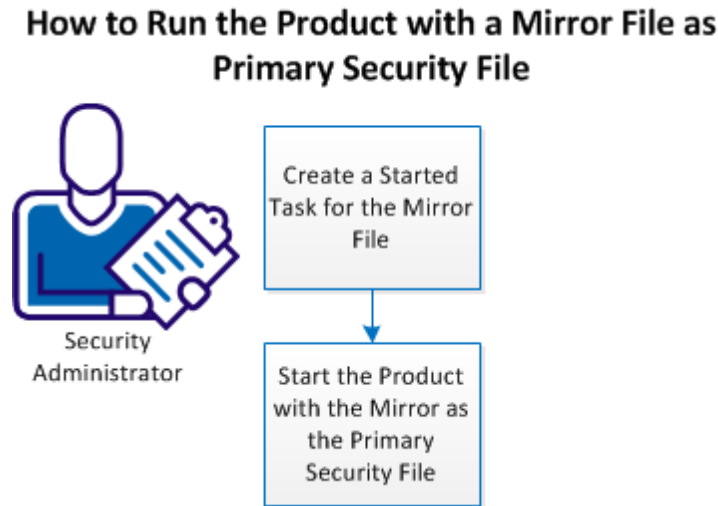 How to Run the Product with a Mirror File as
Primary Security File
Create a Started
Task for the Mirror
File
Security
Administrator
Start the Product
with the Mirror as
the Primary
Security File